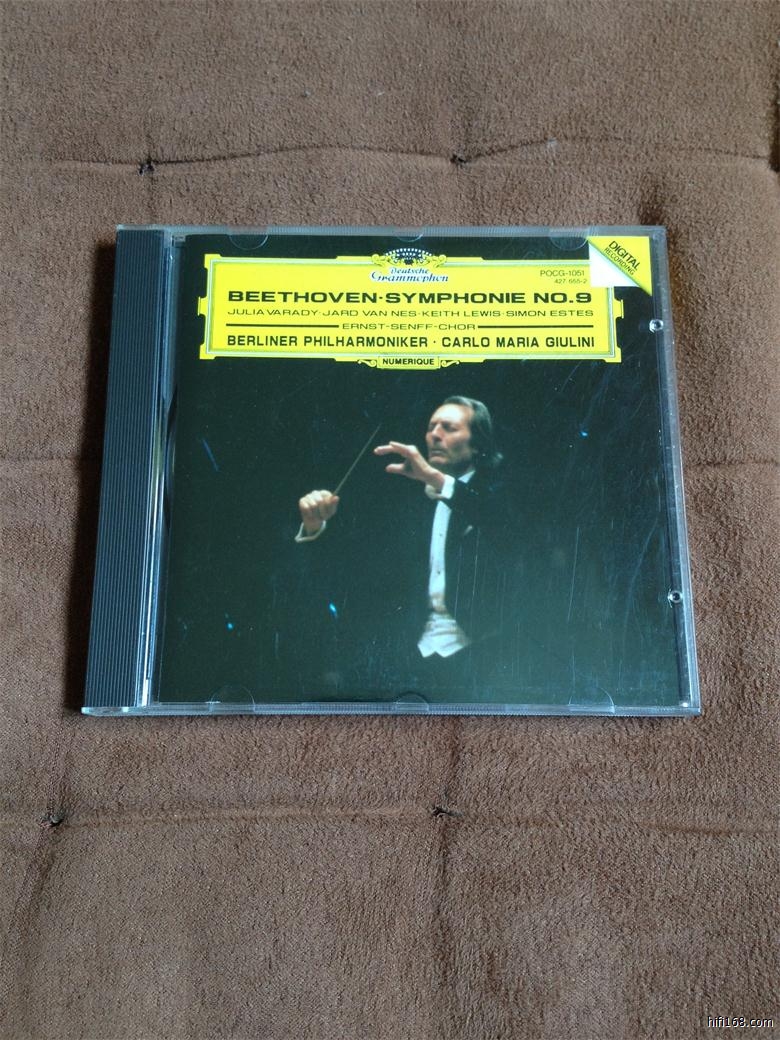 Deutsche
Grammophon
DIGITAL
RECORDING
POCG-1051
427 655-2
BEETHOVEN·SYMPHONIE NO.9
JULIA VARADY·JARD VAN NES·KEITH LEWIS·SIMON ESTES
ERNST-SENFF-CHOR
BERLINER PHILHARMONIKER · CARLO MARIA GIULINI
NUMERIQUE
hifi168.com